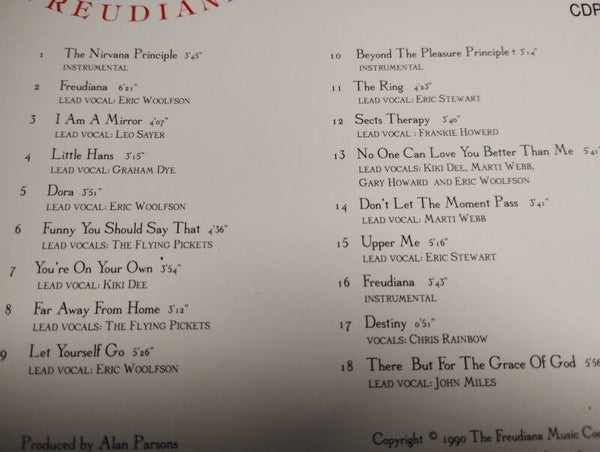 FREUDIANA
CDP
1 The Nirvana Principle 3'45"
INSTRUMENTAL
2 Freudiana 6'21"
LEAD VOCAL: ERIC WOOLFSON
3 I Am A Mirror 4'07"
LEAD VOCAL: LEO SAYER
4 Little Hans 3'15"
LEAD VOCAL: GRAHAM DYE
5 Dora 3'51"
LEAD VOCAL: ERIC WOOLFSON
6 Funny You Should Say That 4'36"
LEAD VOCALS: THE FLYING PICKETS
7 You're On Your Own 3'54"
LEAD VOCAL: KIKI DEE
8 Far Away From Home 3'12"
LEAD VOCALS: THE FLYING PICKETS
9 Let Yourself Go 5'26"
LEAD VOCAL: ERIC WOOLFSON
10 Beyond The Pleasure Principle † 5'14"
INSTRUMENTAL
11 The Ring 4'23"
LEAD VOCAL: ERIC STEWART
12 Sects Therapy 3'40"
LEAD VOCAL : FRANKIE HOWERD
13 No One Can Love You Better Than Me 5'41"
LEAD VOCALS: KIKI DEE, MARTI WEBB,
GARY HOWARD AND ERIC WOOLFSON
14 Don't Let The Moment Pass 3'41"
LEAD VOCAL: MARTI WEBB
15 Upper Me 5'16"
LEAD VOCAL: ERIC STEWART
16 Freudiana 3'43"
INSTRUMENTAL
17 Destiny 0'51"
VOCALS: CHRIS RAINBOW
18 There But For The Grace Of God 5'56
LEAD VOCAL: JOHN MILES
Produced by Alan Parsons
Copyright © 1990 The Freudiana Music Co